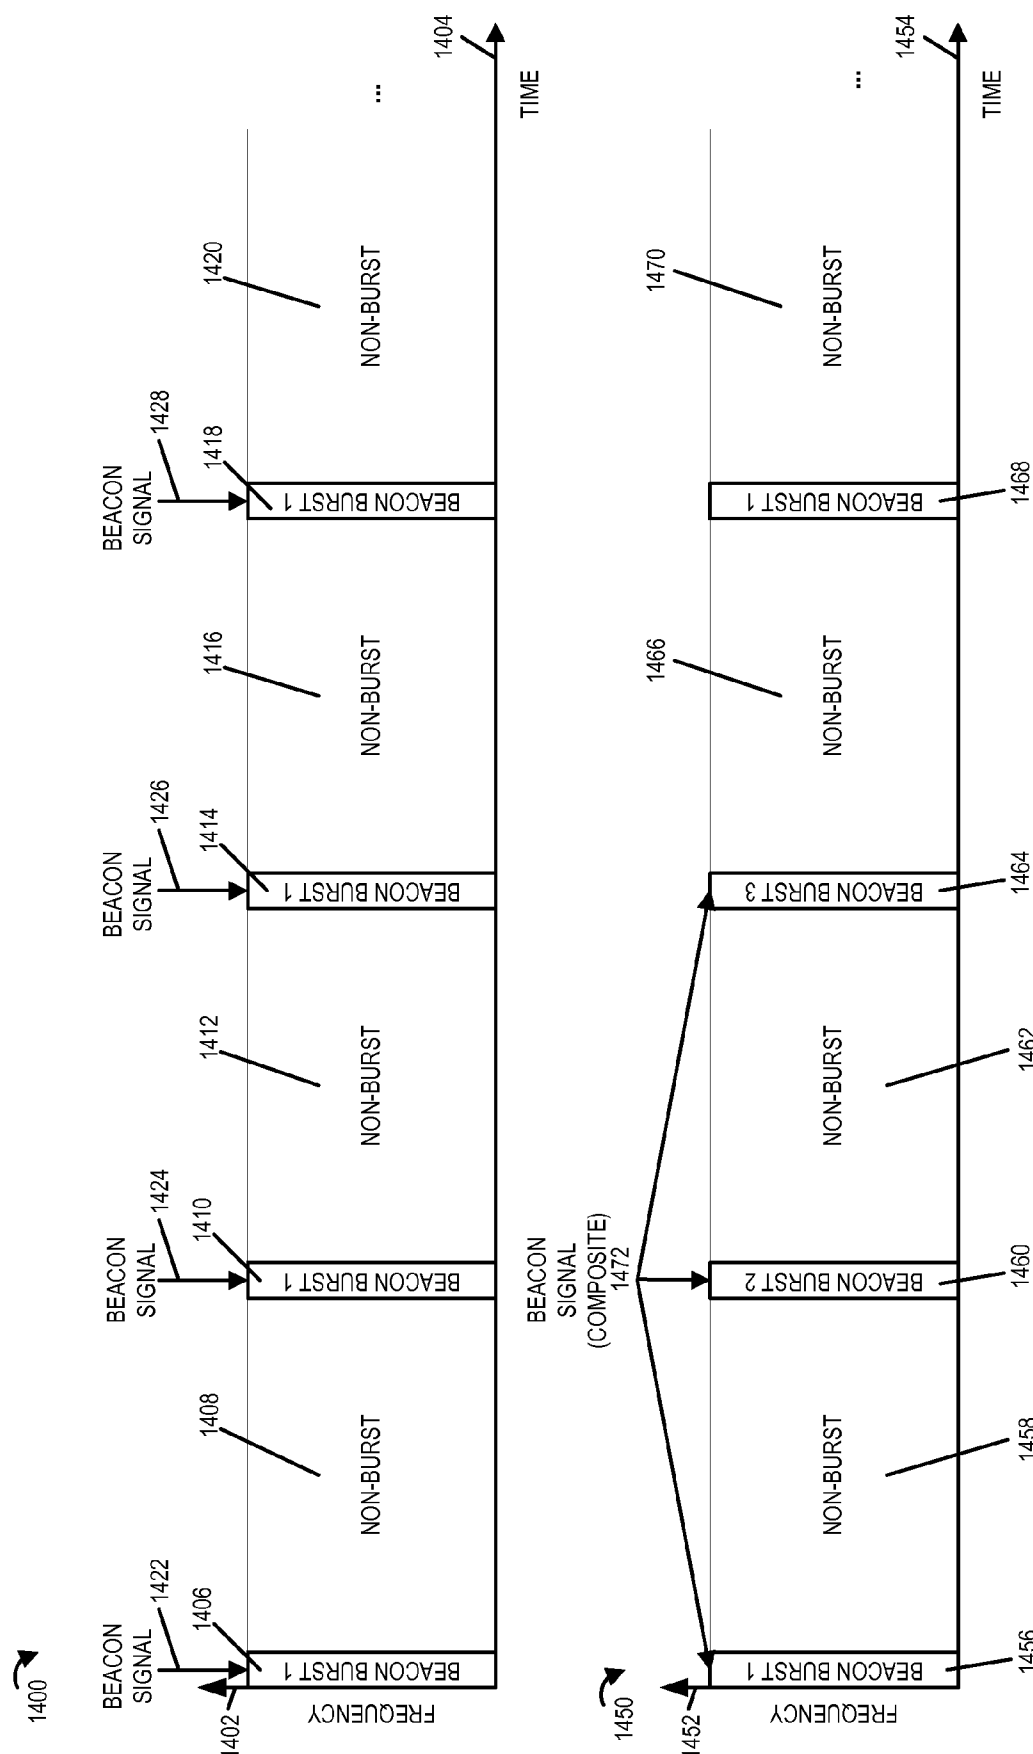 1400
BEACON
SIGNAL
1422
1406
BEACON
SIGNAL
1424
1410
BEACON
SIGNAL
1426
1414
BEACON
SIGNAL
1428
1418
1408
1412
1416
1420
1402
FREQUENCY
BEACON BURST 1
NON-BURST
BEACON BURST 1
NON-BURST
BEACON BURST 1
NON-BURST
BEACON BURST 1
NON-BURST
...
1404
TIME
1450
BEACON
SIGNAL
(COMPOSITE)
1472
1466
1470
1452
FREQUENCY
BEACON BURST 1
NON-BURST
BEACON BURST 2
NON-BURST
BEACON BURST 3
NON-BURST
BEACON BURST 1
NON-BURST
...
1454
TIME
1456
1458
1460
1462
1464
1468